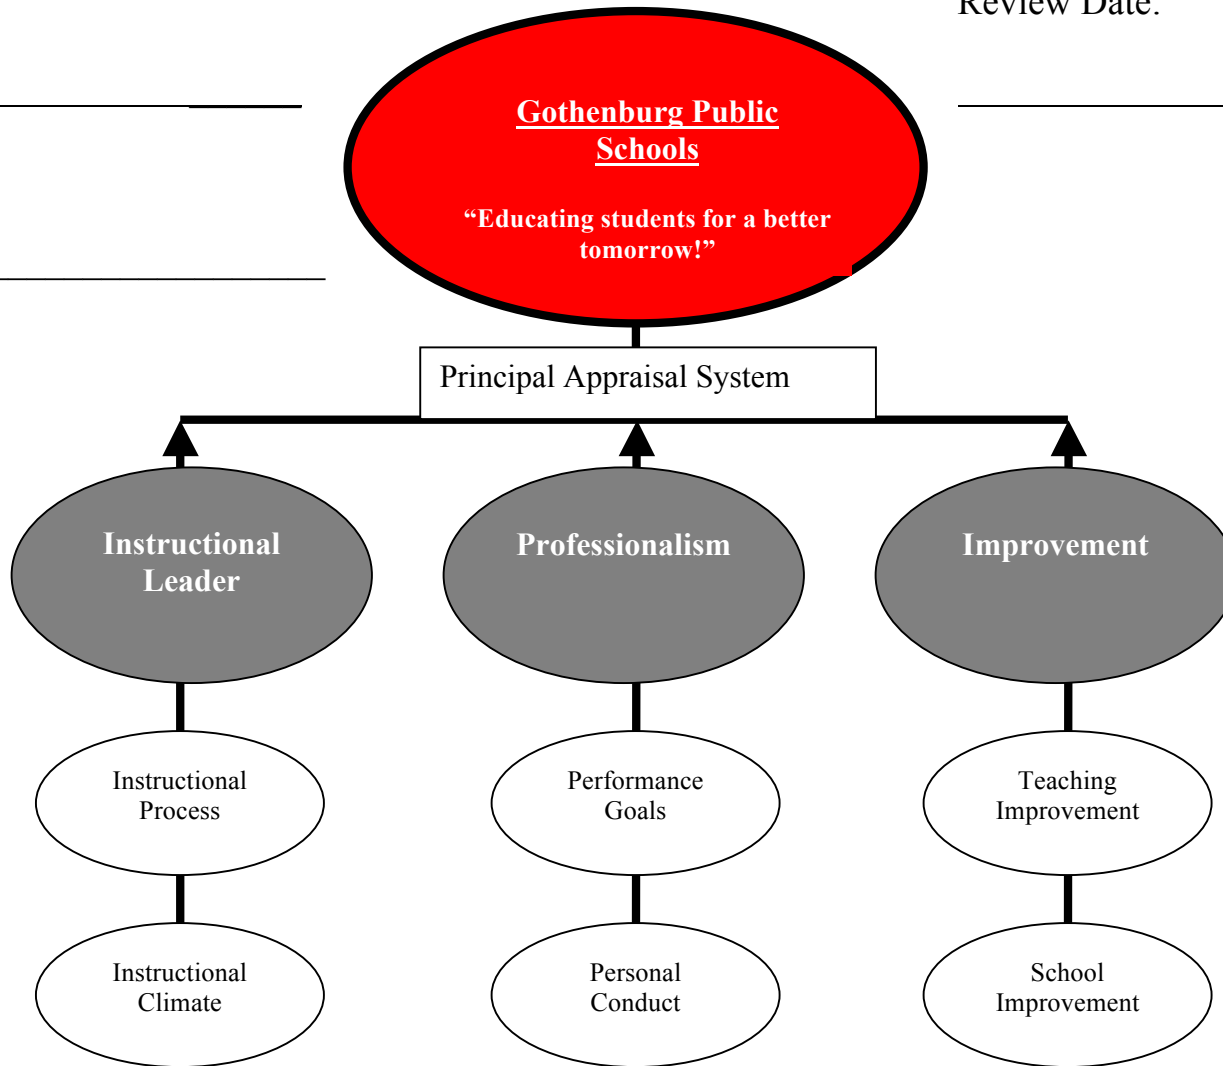 Review Date:
Gothenburg Public
Schools
“Educating students for a better
tomorrow!”
Principal Appraisal System
Instructional
Leader
Professionalism
Improvement
Instructional
Process
Performance
Goals
Teaching
Improvement
Instructional
Climate
Personal
Conduct
School
Improvement